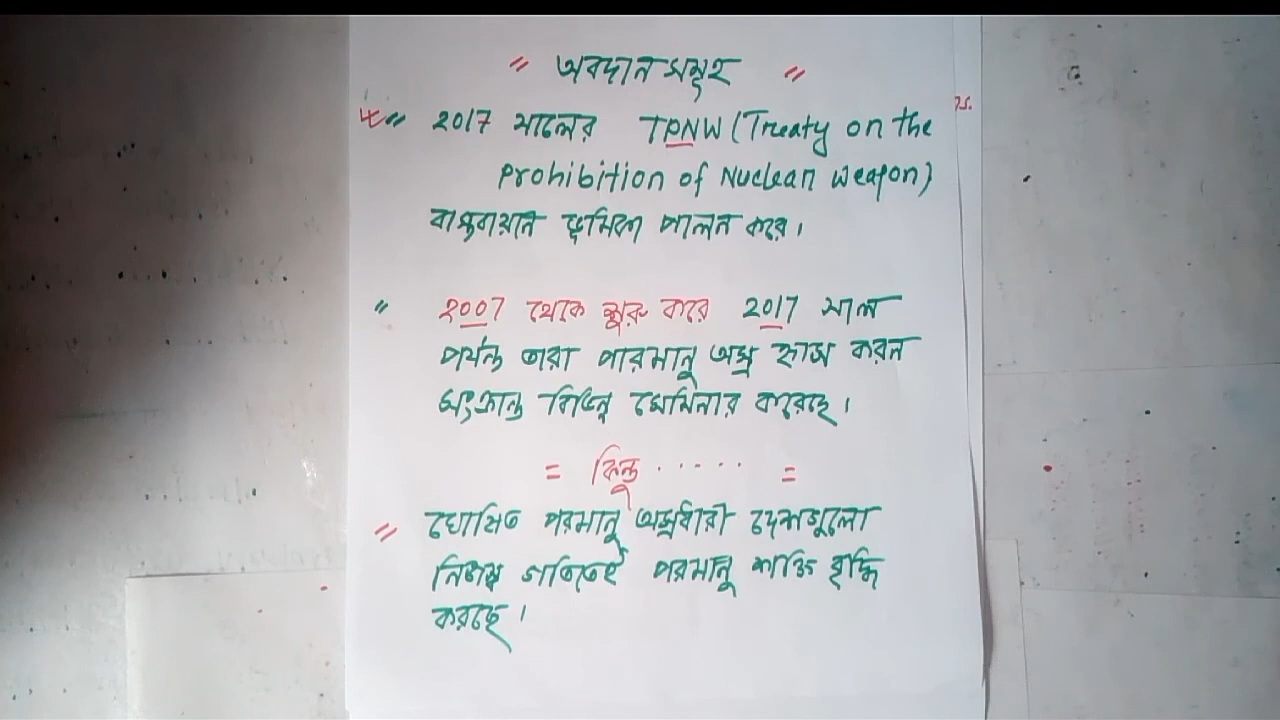 " অবদান সমূহ "
" 2017 সালের TPNW (Treaty on the
Prohibition of Nuclear Weapon)
বাস্তবায়ন ভূমিকা পালন করে।
" 2007 থেকে শুরু করে 2017 সাল
পর্যন্ত তারা পারমানু অস্ত্র হ্রাস করন
সংক্রান্ত বিভিন্ন সেমিনার করেছে।
= কিন্তু ...... =
" ঘোষিত পরমানু অস্ত্রধারী দেশগুলো
নিজস্ব গতিতেই পরমানু শক্তি বৃদ্ধি
করছে।